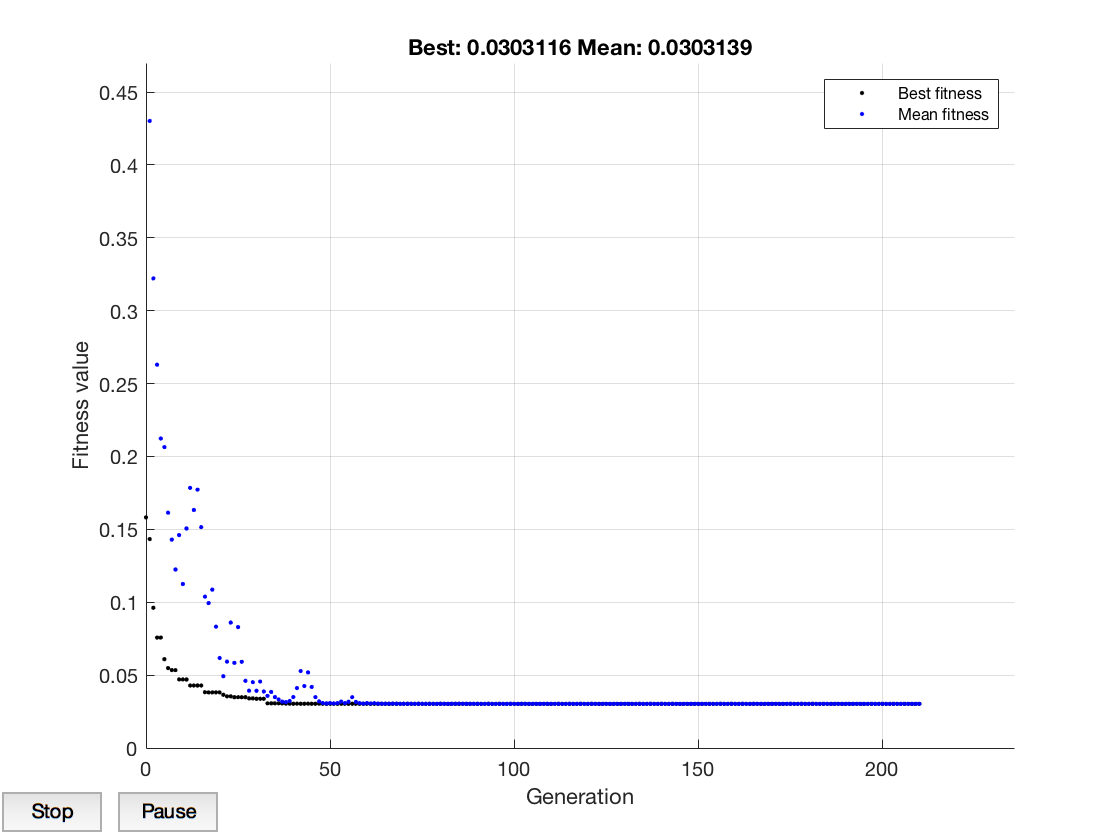 Best: 0.0303116 Mean: 0.0303139
Best fitness
Mean fitness
0.45
0.4
0.35
0.3
0.25
0.2
0.15
0.1
0.05
0
Fitness value
0 50 100 150 200
Generation
Stop Pause